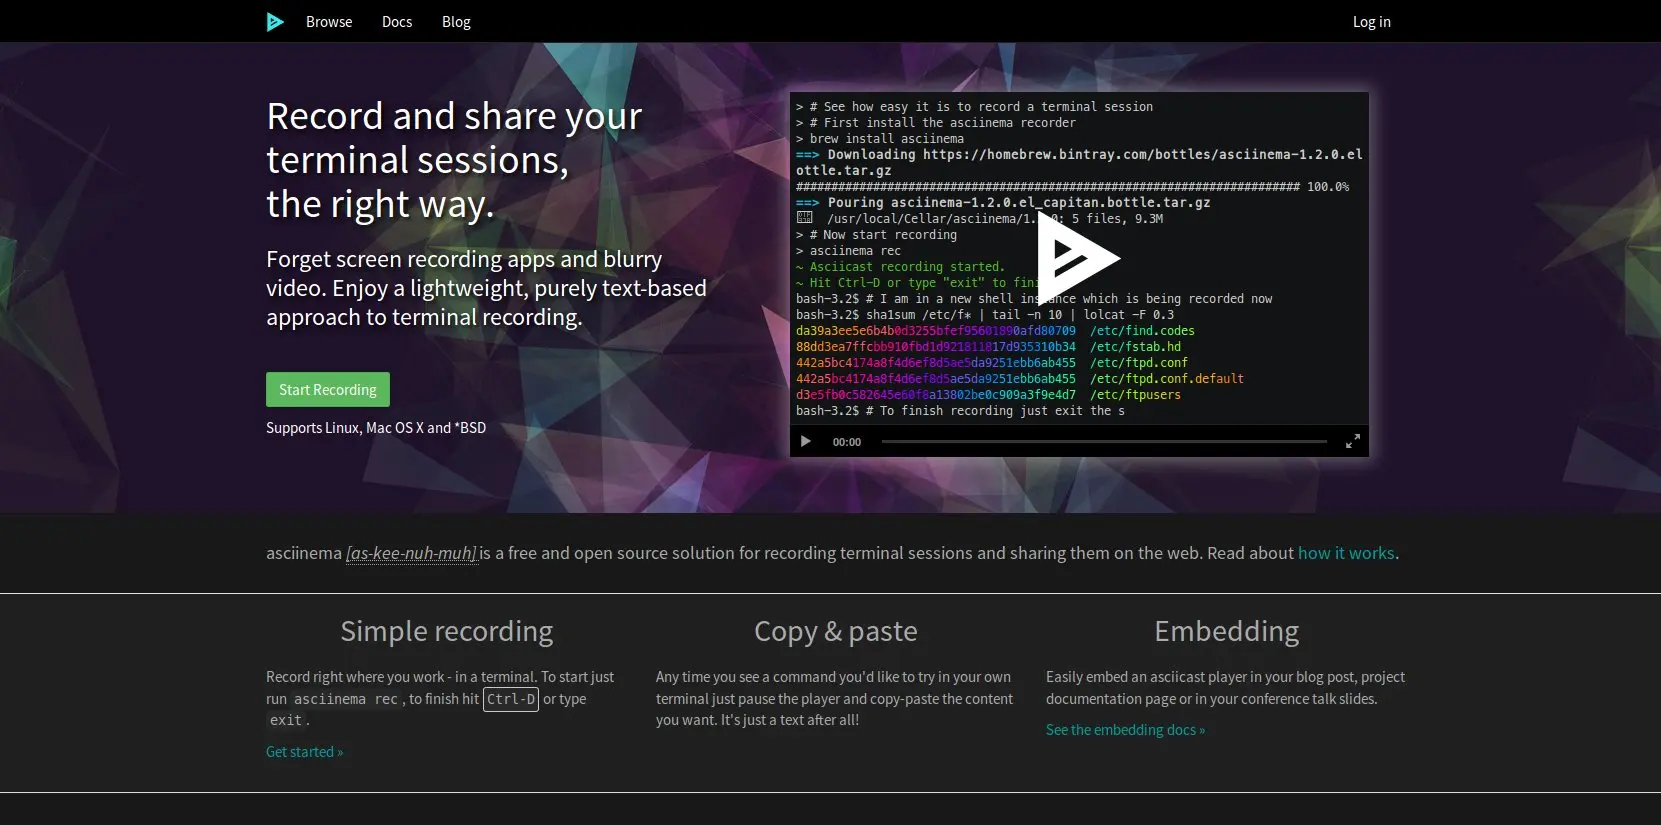 Browse Docs Blog Log in
Record and share your
terminal sessions,
the right way.
Forget screen recording apps and blurry
video. Enjoy a lightweight, purely text-based
approach to terminal recording.
Start Recording
Supports Linux, Mac OS X and *BSD
> # See how easy it is to record a terminal session
> # First install the asciinema recorder
> brew install asciinema
==> Downloading https://homebrew.bintray.com/bottles/asciinema-1.2.0.el
ottle.tar.gz
######################################################################## 100.0%
==> Pouring asciinema-1.2.0.el_capitan.bottle.tar.gz
/usr/local/Cellar/asciinema/1. 0: 5 files, 9.3M
> # Now start recording
> asciinema rec
~ Asciicast recording started.
~ Hit Ctrl-D or type "exit" to fini
bash-3.2$ # I am in a new shell instance which is being recorded now
bash-3.2$ sha1sum /etc/f* | tail -n 10 | lolcat -F 0.3
da39a3ee5e6b4b0d3255bfef95601890afd80709 /etc/find.codes
88dd3ea7ffcbb910fbd1d921811817d935310b34 /etc/fstab.hd
442a5bc4174a8f4d6ef8d5ae5da9251ebb6ab455 /etc/ftpd.conf
442a5bc4174a8f4d6ef8d5ae5da9251ebb6ab455 /etc/ftpd.conf.default
d3e5fb0c582645e60f8a13802be0c909a3f9e4d7 /etc/ftpusers
bash-3.2$ # To finish recording just exit the s
00:00
asciinema [as-kee-nuh-muh] is a free and open source solution for recording terminal sessions and sharing them on the web. Read about how it works.
Simple recording
Record right where you work - in a terminal. To start just
run asciinema rec , to finish hit Ctrl-D or type
exit .
Get started »
Copy & paste
Any time you see a command you'd like to try in your own
terminal just pause the player and copy-paste the content
you want. It's just a text after all!
Embedding
Easily embed an asciicast player in your blog post, project
documentation page or in your conference talk slides.
See the embedding docs »